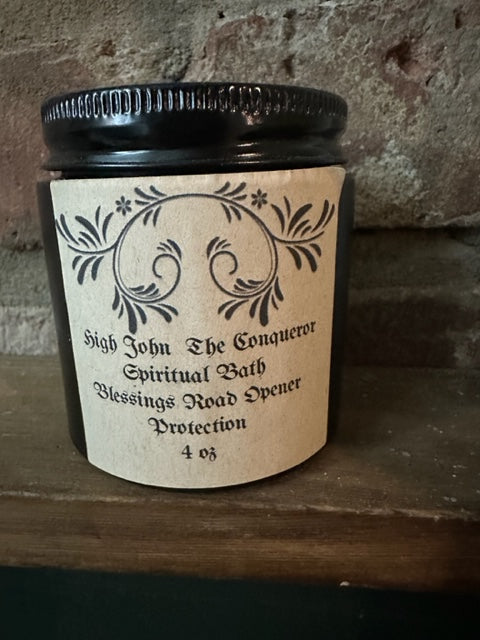 High John The Conqueror
Spiritual Bath
Blessings Road Opener
Protection
4 oz